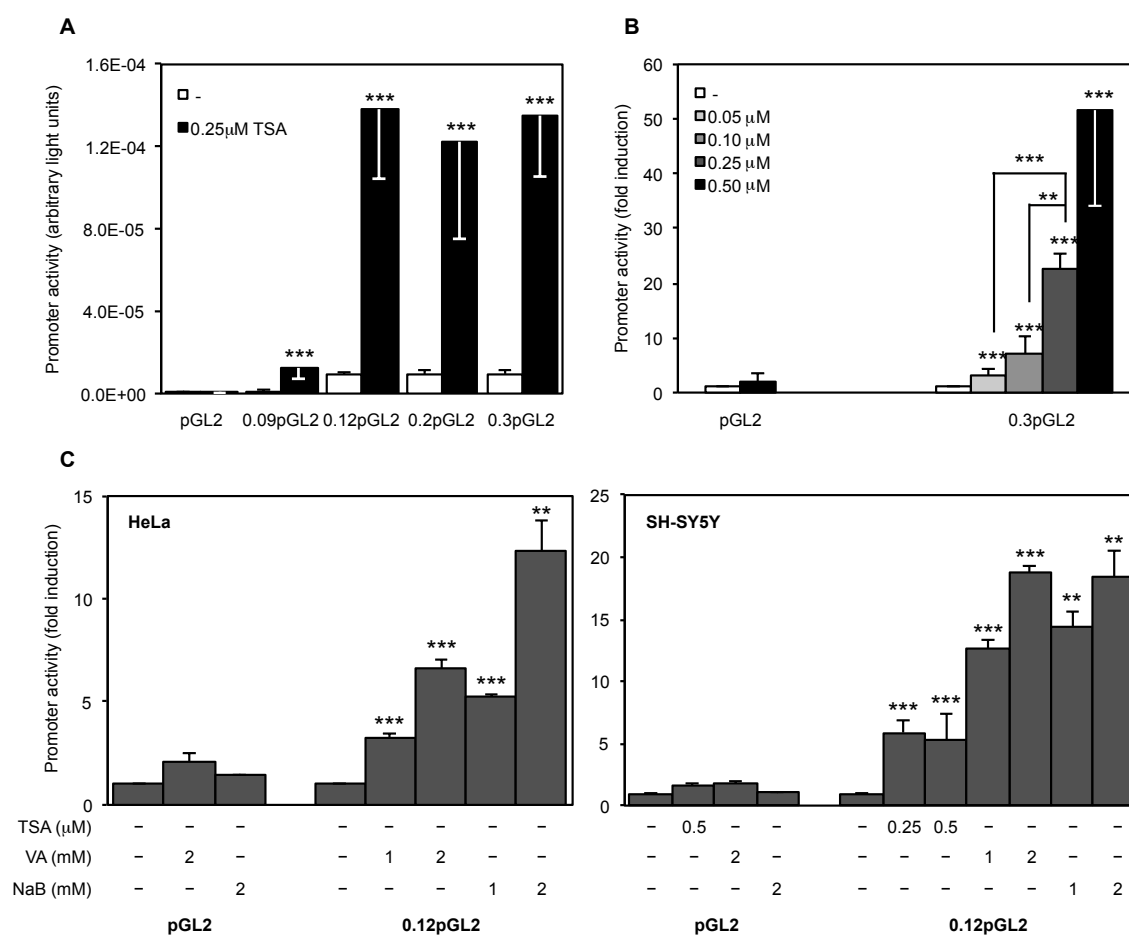 A
Promoter activity (arbitrary light units)
1.6E-04
1.2E-04
8.0E-05
4.0E-05
0.0E+00
-
0.25μM TSA
***
***
***
***
pGL2 0.09pGL2 0.12pGL2 0.2pGL2 0.3pGL2
B
Promoter activity (fold induction)
60
50
40
30
20
10
0
-
0.05 μM
0.10 μM
0.25 μM
0.50 μM
***
***
**
***
***
***
pGL2 0.3pGL2
C
Promoter activity (fold induction)
15
10
5
0
HeLa
**
***
***
***
25
20
15
10
5
0
SH-SY5Y
***
**
**
***
***
***
TSA (μM) – – – – – – – – – 0.5 – – – 0.25 0.5 – – – –
VA (mM) – 2 – – 1 2 – – – – 2 – – – – 1 2 – –
NaB (mM) – – 2 – – – 1 2 – – – 2 – – – – – 1 2
pGL2 0.12pGL2 pGL2 0.12pGL2